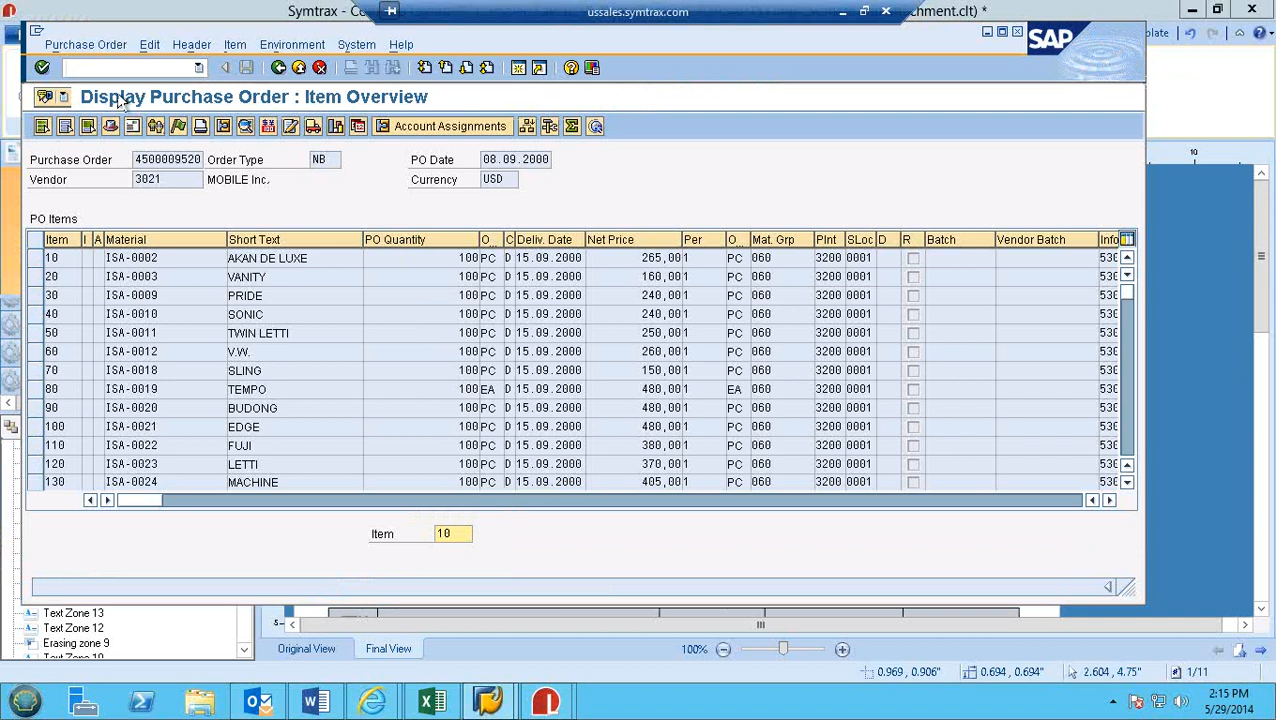 Symtrax - Co
ussales.symtrax.com
chment.clt) *
Purchase Order Edit Header Item Environment System Help
SAP
Display Purchase Order : Item Overview
Account Assignments
Purchase Order 4500009520 Order Type NB PO Date 08.09.2000
Vendor 3021 MOBILE Inc. Currency USD
PO Items
Item I A Material Short Text PO Quantity O... C Deliv. Date Net Price Per O... Mat. Grp Plnt SLoc D R Batch Vendor Batch Info
10 ISA-0002 AKAN DE LUXE 100 PC D 15.09.2000 265,00 1 PC 060 3200 0001 530
20 ISA-0003 VANITY 100 PC D 15.09.2000 160,00 1 PC 060 3200 0001 530
30 ISA-0009 PRIDE 100 PC D 15.09.2000 240,00 1 PC 060 3200 0001 530
40 ISA-0010 SONIC 100 PC D 15.09.2000 240,00 1 PC 060 3200 0001 530
50 ISA-0011 TWIN LETTI 100 PC D 15.09.2000 250,00 1 PC 060 3200 0001 530
60 ISA-0012 V.W. 100 PC D 15.09.2000 260,00 1 PC 060 3200 0001 530
70 ISA-0018 SLING 100 PC D 15.09.2000 150,00 1 PC 060 3200 0001 530
80 ISA-0019 TEMPO 100 EA D 15.09.2000 480,00 1 EA 060 3200 0001 530
90 ISA-0020 BUDONG 100 PC D 15.09.2000 480,00 1 PC 060 3200 0001 530
100 ISA-0021 EDGE 100 PC D 15.09.2000 480,00 1 PC 060 3200 0001 530
110 ISA-0022 FUJI 100 PC D 15.09.2000 380,00 1 PC 060 3200 0001 530
120 ISA-0023 LETTI 100 PC D 15.09.2000 370,00 1 PC 060 3200 0001 530
130 ISA-0024 MACHINE 100 PC D 15.09.2000 405,00 1 PC 060 3200 0001 530
Item 10
plate
10
Text Zone 13
Text Zone 12
Erasing zone 9
5
Original View Final View 100%
0.969, 0.906" 0.694, 0.694" 2.604, 4.75" 1/11
2:15 PM
5/29/2014